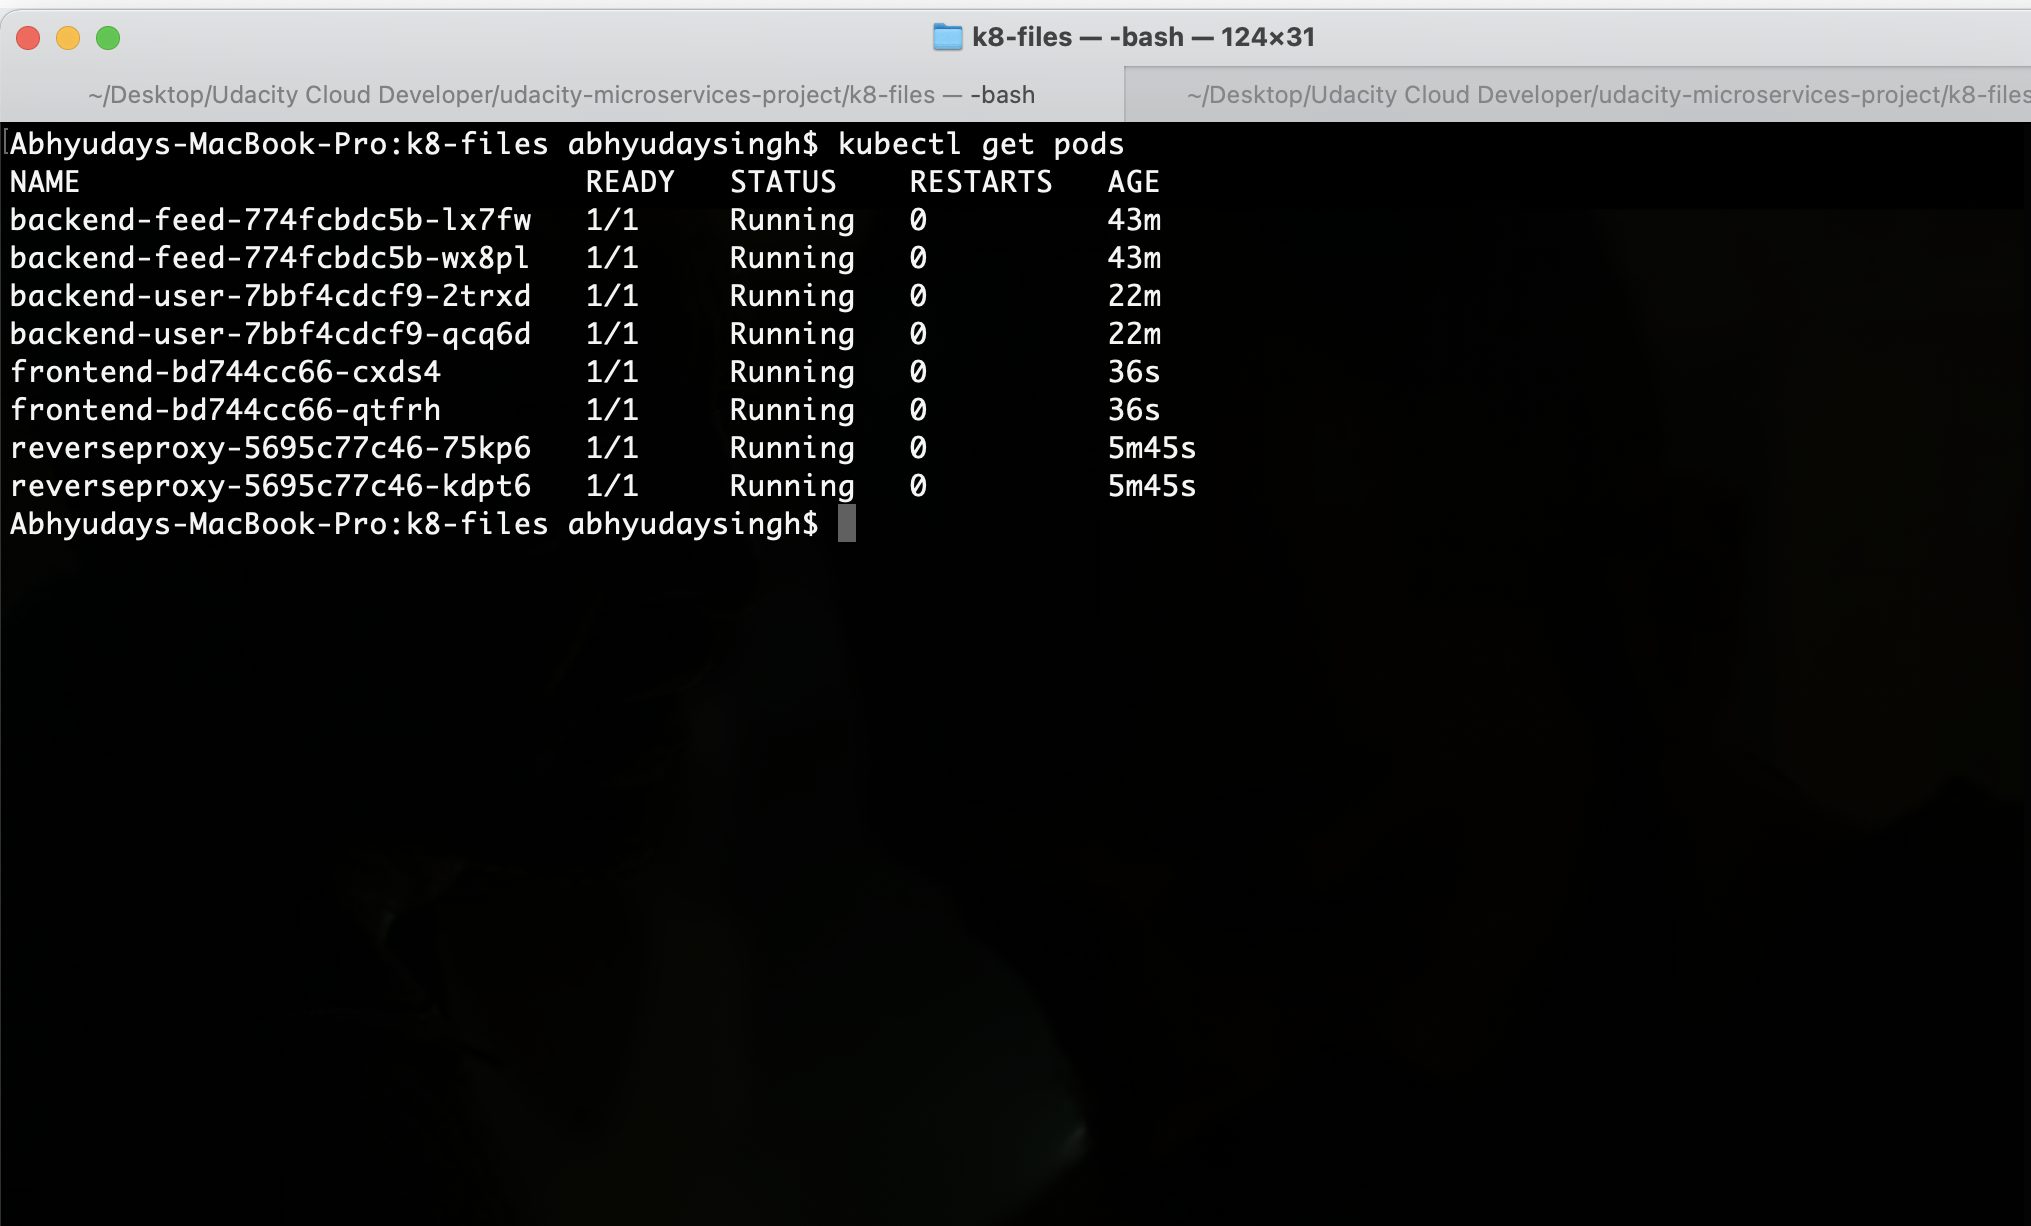 k8-files — -bash — 124×31
~/Desktop/Udacity Cloud Developer/udacity-microservices-project/k8-files — -bash
~/Desktop/Udacity Cloud Developer/udacity-microservices-project/k8-files
Abhyudays-MacBook-Pro:k8-files abhyudaysingh$ kubectl get pods
NAME READY STATUS RESTARTS AGE
backend-feed-774fcbdc5b-lx7fw 1/1 Running 0 43m
backend-feed-774fcbdc5b-wx8pl 1/1 Running 0 43m
backend-user-7bbf4cdcf9-2trxd 1/1 Running 0 22m
backend-user-7bbf4cdcf9-qcq6d 1/1 Running 0 22m
frontend-bd744cc66-cxds4 1/1 Running 0 36s
frontend-bd744cc66-qtfrh 1/1 Running 0 36s
reverseproxy-5695c77c46-75kp6 1/1 Running 0 5m45s
reverseproxy-5695c77c46-kdpt6 1/1 Running 0 5m45s
Abhyudays-MacBook-Pro:k8-files abhyudaysingh$